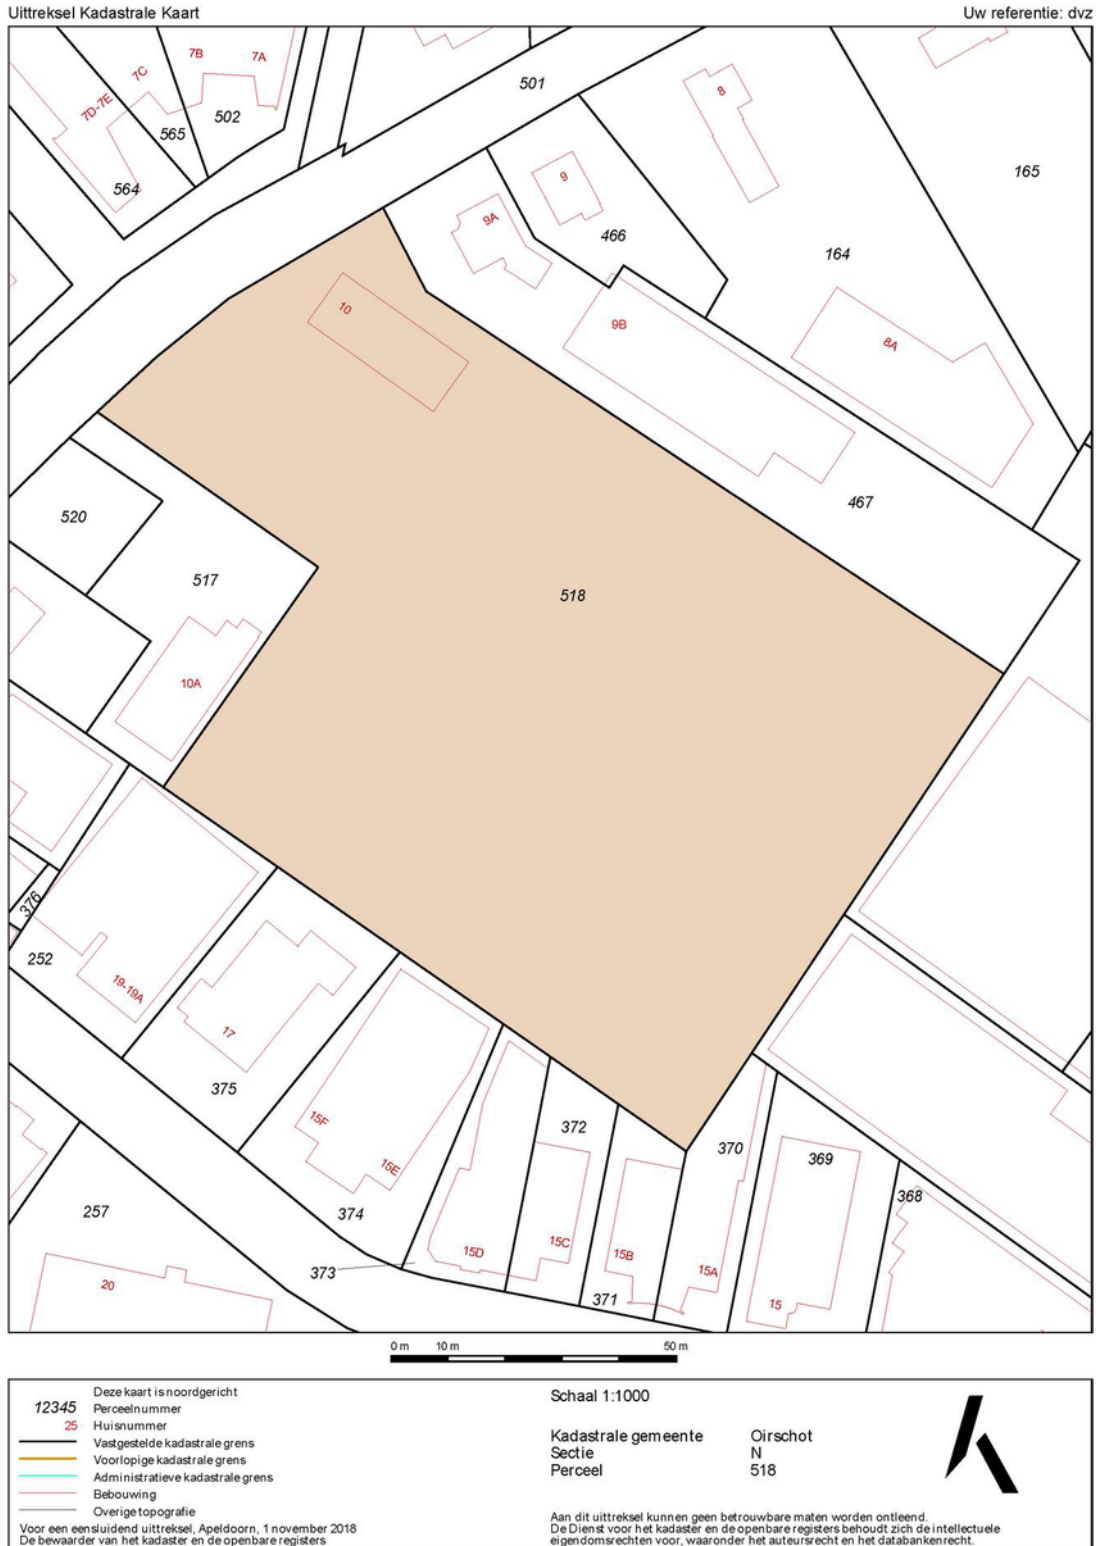 Uittreksel Kadastrale Kaart
Uw referentie: dvz
7B
7A
7C
7D-7E
502
565
564
501
8
165
9
9A
466
164
10
9B
8A
467
520
517
518
10A
376
252
19-19A
17
375
15F
15E
374
373
372
370
369
368
257
20
15D
15C
15B
15A
371
15
0 m
10 m
50 m
Deze kaart is noordgericht
12345 Perceelnummer
25 Huisnummer
Vastgestelde kadastrale grens
Voorlopige kadastrale grens
Administratieve kadastrale grens
Bebouwing
Overige topografie
Voor een eensluidend uittreksel, Apeldoorn, 1 november 2018
De bewaarder van het kadaster en de openbare registers
Schaal 1:1000
Kadastrale gemeente Oirschot
Sectie N
Perceel 518
Aan dit uittreksel kunnen geen betrouwbare maten worden ontleend.
De Dienst voor het kadaster en de openbare registers behoudt zich de intellectuele
eigendomsrechten voor, waaronder het auteursrecht en het databankenrecht.